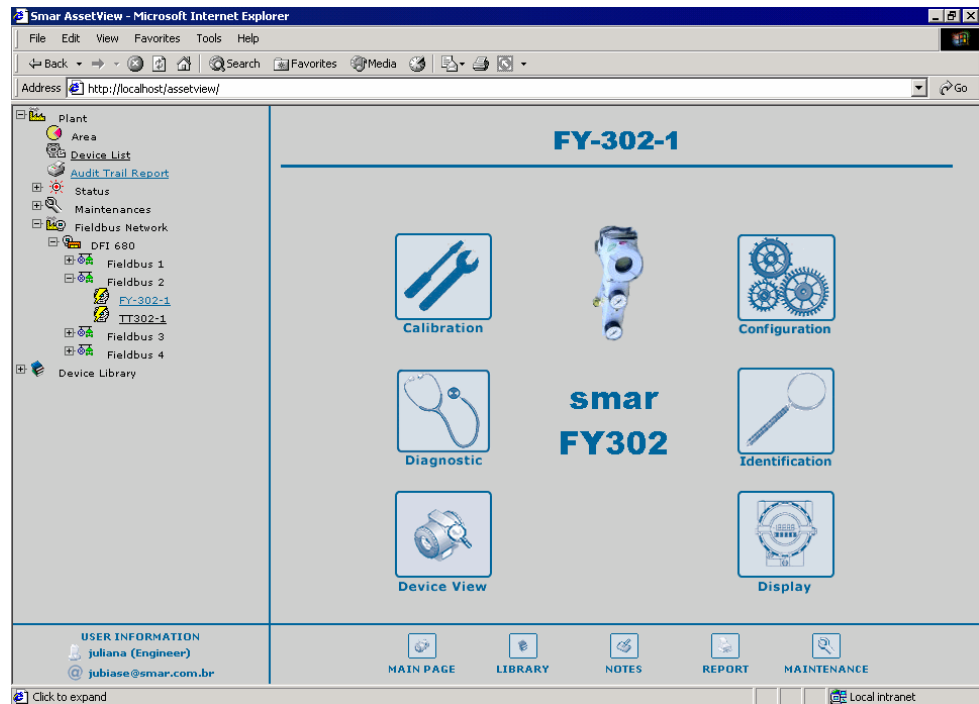 Smar AssetView - Microsoft Internet Explorer
File Edit View Favorites Tools Help
Back Search Favorites Media
Address http://localhost/assetview/ Go
Plant
Area
Device List
Audit Trail Report
Status
Maintenances
Fieldbus Network
DFI 680
Fieldbus 1
Fieldbus 2
FY-302-1
TT302-1
Fieldbus 3
Fieldbus 4
Device Library
FY-302-1
Calibration
Configuration
Diagnostic
smar
FY302
Identification
Device View
Display
USER INFORMATION
juliana (Engineer)
jubiase@smar.com.br
MAIN PAGE LIBRARY NOTES REPORT MAINTENANCE
Click to expand Local intranet